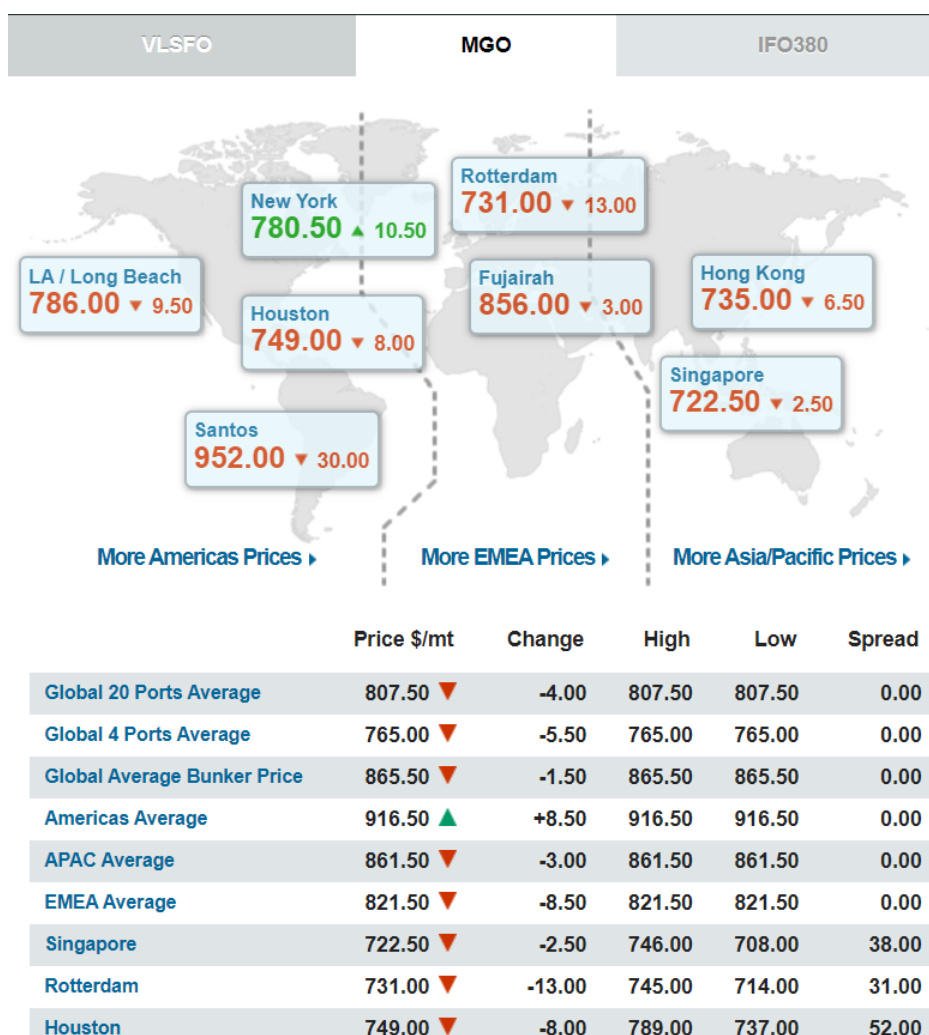 VLSFO
MGO
IFO380
Rotterdam
731.00 ▼ 13.00
New York
780.50 ▲ 10.50
LA / Long Beach
786.00 ▼ 9.50
Fujairah
856.00 ▼ 3.00
Hong Kong
735.00 ▼ 6.50
Houston
749.00 ▼ 8.00
Singapore
722.50 ▼ 2.50
Santos
952.00 ▼ 30.00
More Americas Prices
More EMEA Prices
More Asia/Pacific Prices
Price $/mt Change High Low Spread
Global 20 Ports Average 807.50 ▼ -4.00 807.50 807.50 0.00
Global 4 Ports Average 765.00 ▼ -5.50 765.00 765.00 0.00
Global Average Bunker Price 865.50 ▼ -1.50 865.50 865.50 0.00
Americas Average 916.50 ▲ +8.50 916.50 916.50 0.00
APAC Average 861.50 ▼ -3.00 861.50 861.50 0.00
EMEA Average 821.50 ▼ -8.50 821.50 821.50 0.00
Singapore 722.50 ▼ -2.50 746.00 708.00 38.00
Rotterdam 731.00 ▼ -13.00 745.00 714.00 31.00
Houston 749.00 ▼ -8.00 789.00 737.00 52.00